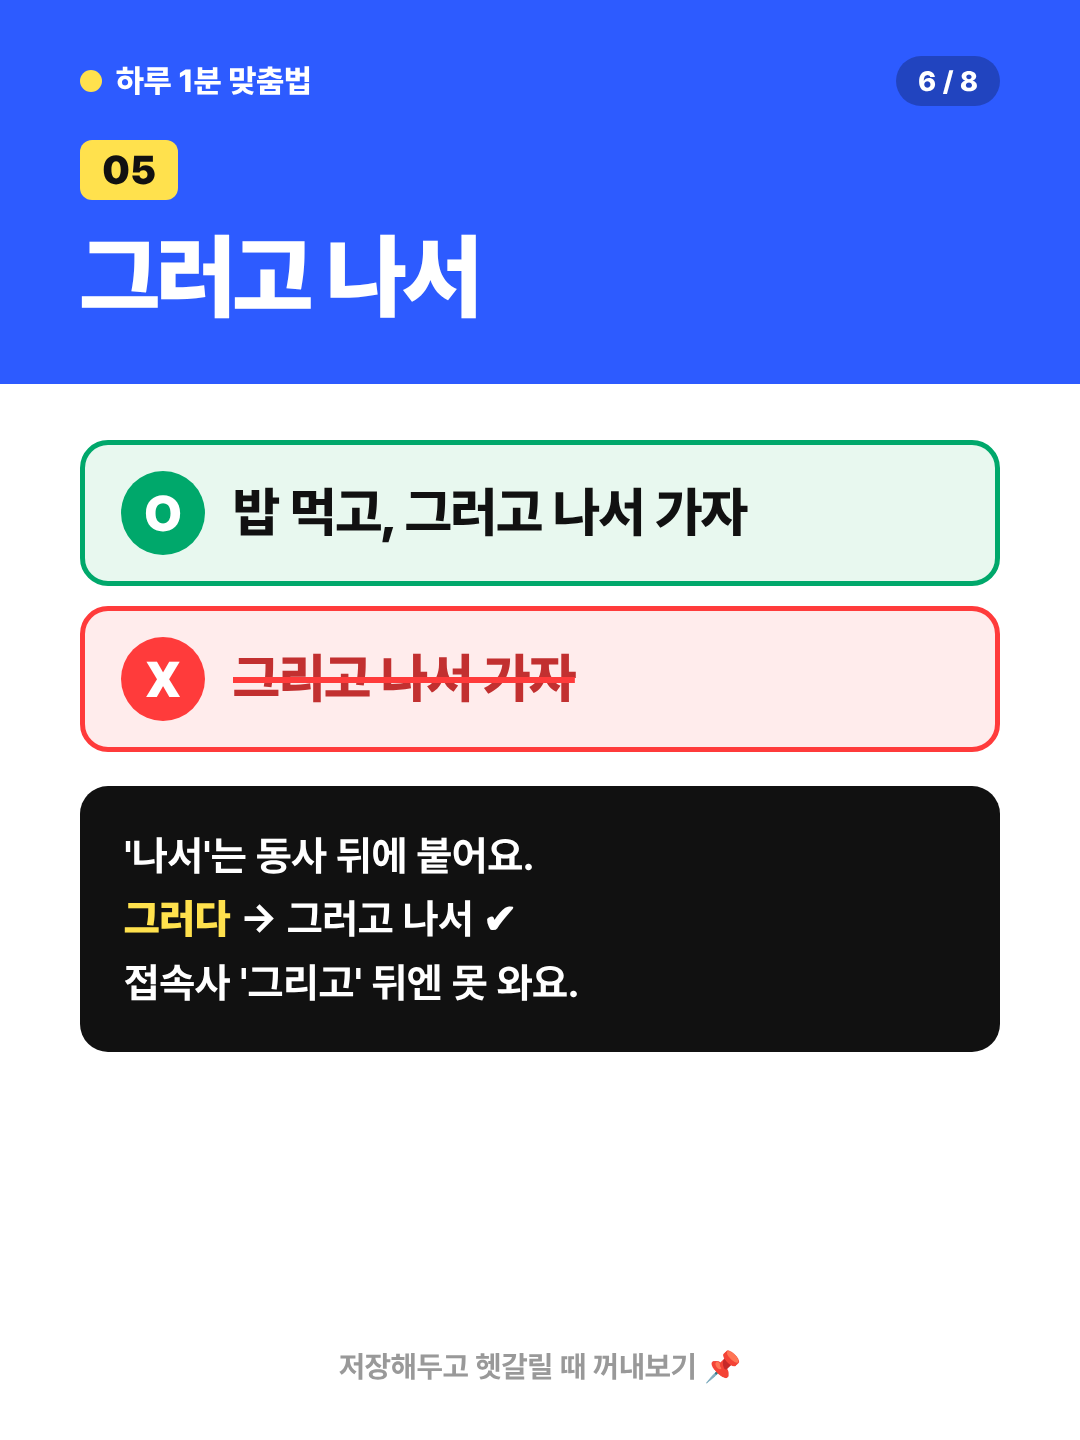 하루 1분 맞춤법
6 / 8
05
그러고 나서
O 밥 먹고, 그러고 나서 가자
X 그리고 나서 가자
'나서'는 동사 뒤에 붙어요.
그러다 → 그러고 나서 ✔
접속사 '그리고' 뒤엔 못 와요.
저장해두고 헷갈릴 때 꺼내보기 📌